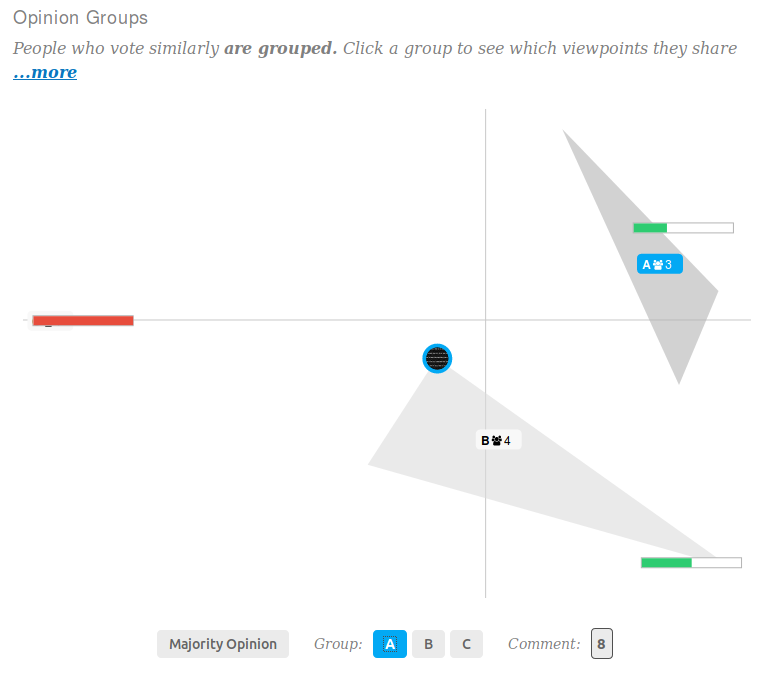 Opinion Groups
People who vote similarly are grouped. Click a group to see which viewpoints they share
...more
A 3
B 4
Majority Opinion Group: A B C Comment: 8